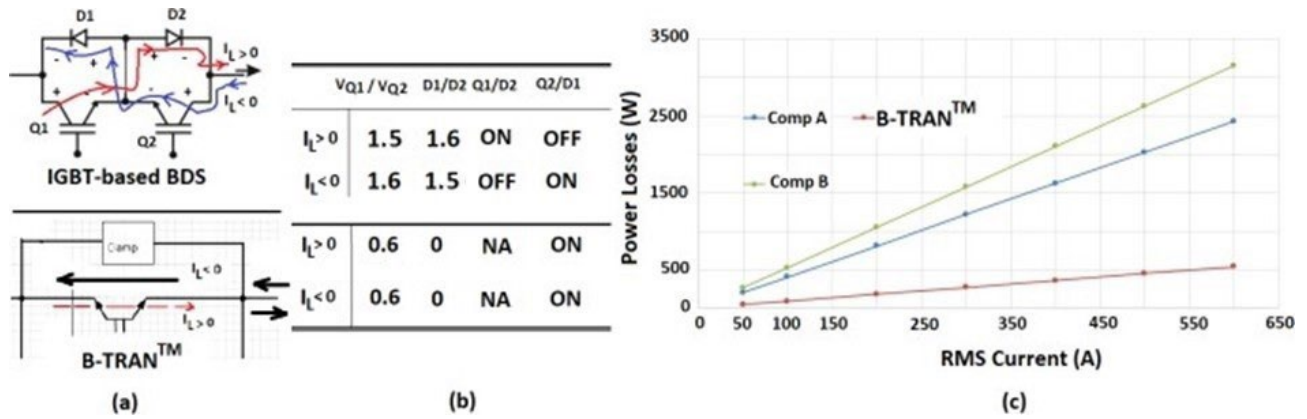 D1 D2
I_L > 0
I_L < 0
Q1 Q2
IGBT-based BDS
Clamp
I_L < 0
I_L > 0
B-TRAN™
(a)
V_Q1 / V_Q2 D1/D2 Q1/D2 Q2/D1
I_L > 0 1.5 1.6 ON OFF
I_L < 0 1.6 1.5 OFF ON
I_L > 0 0.6 0 NA ON
I_L < 0 0.6 0 NA ON
(b)
3500
2500
1500
500
0
Power Losses (W)
Comp A B-TRAN™
Comp B
0 50 100 150 250 350 450 550 650
RMS Current (A)
(c)